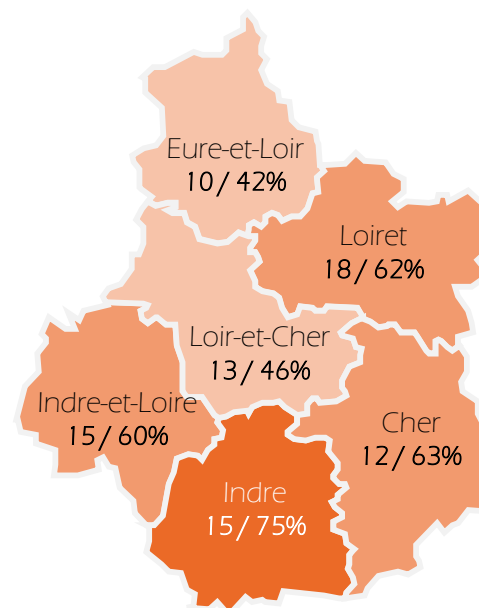 Eure-et-Loir
10 / 42%
Loiret
18 / 62%
Loir-et-Cher
13 / 46%
Indre-et-Loire
15 / 60%
Cher
12 / 63%
Indre
15 / 75%